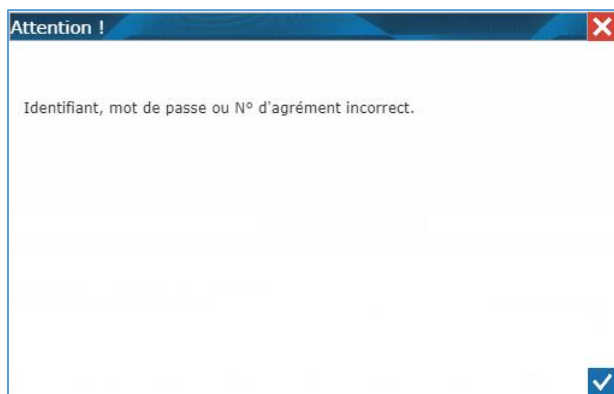 Attention !
Identifiant, mot de passe ou N° d'agrément incorrect.